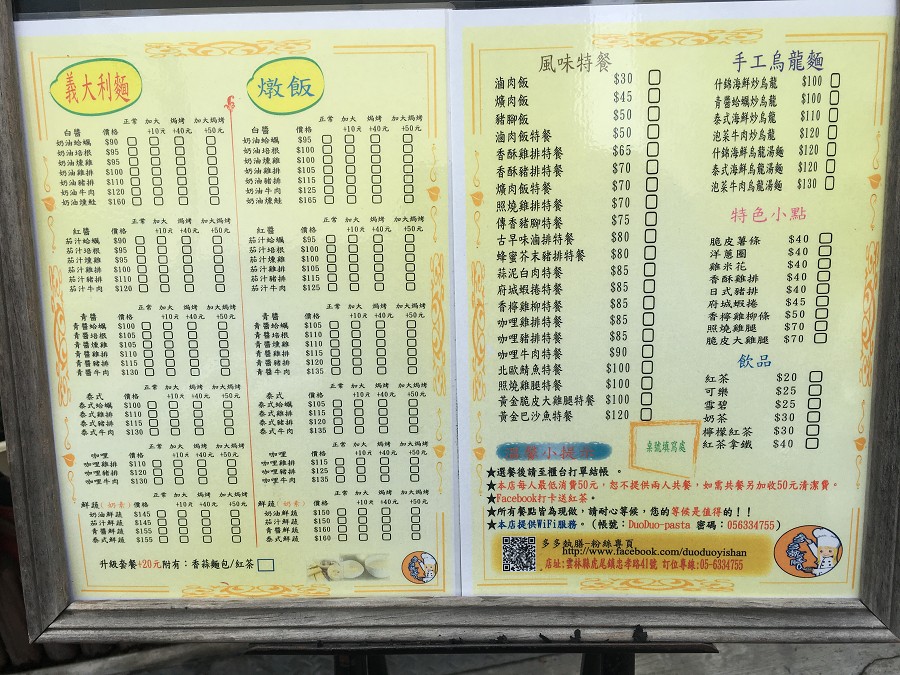 義大利麵
正常 加大 焗烤 加大焗烤
白醬 價格 +10元 +40元 +50元
奶油蛤蠣 $90
奶油培根 $95
奶油燻雞 $95
奶油雞排 $100
奶油豬排 $110
奶油牛肉 $120
奶油燻鮭 $160
正常 加大 焗烤 加大焗烤
紅醬 價格 +10元 +40元 +50元
茄汁蛤蠣 $90
茄汁培根 $95
茄汁燻雞 $95
茄汁雞排 $100
茄汁豬排 $110
茄汁牛肉 $120
正常 加大 焗烤 加大焗烤
青醬 價格 +10元 +40元 +50元
青醬蛤蠣 $100
青醬培根 $105
青醬燻雞 $105
青醬雞排 $110
青醬豬排 $115
青醬牛肉 $130
正常 加大 焗烤 加大焗烤
泰式 價格 +10元 +40元 +50元
泰式蛤蠣 $100
泰式雞排 $110
泰式豬排 $115
泰式牛肉 $130
正常 加大 焗烤 加大焗烤
咖哩 價格 +10元 +40元 +50元
咖哩雞排 $110
咖哩豬排 $115
咖哩牛肉 $120
正常 加大 焗烤 加大焗烤
鮮蔬(奶素) 價格 +10元 +40元 +50元
奶油鮮蔬 $145
茄汁鮮蔬 $145
青醬鮮蔬 $155
泰式鮮蔬 $155
燉飯
正常 加大 焗烤 加大焗烤
白醬 價格 +10元 +40元 +50元
奶油蛤蠣 $95
奶油培根 $100
奶油燻雞 $100
奶油雞排 $105
奶油豬排 $115
奶油牛肉 $125
奶油燻鮭 $165
正常 加大 焗烤 加大焗烤
紅醬 價格 +10元 +40元 +50元
茄汁蛤蠣 $95
茄汁培根 $100
茄汁燻雞 $100
茄汁雞排 $105
茄汁豬排 $115
茄汁牛肉 $125
正常 加大 焗烤 加大焗烤
青醬 價格 +10元 +40元 +50元
青醬蛤蠣 $105
青醬培根 $110
青醬燻雞 $110
青醬雞排 $115
青醬豬排 $120
青醬牛肉 $135
正常 加大 焗烤 加大焗烤
泰式 價格 +10元 +40元 +50元
泰式蛤蠣 $105
泰式雞排 $115
泰式豬排 $120
泰式牛肉 $135
正常 加大 焗烤 加大焗烤
咖哩 價格 +10元 +40元 +50元
咖哩雞排 $115
咖哩豬排 $120
咖哩牛肉 $125
正常 加大 焗烤 加大焗烤
鮮蔬(奶素) 價格 +10元 +40元 +50元
奶油鮮蔬 $150
茄汁鮮蔬 $150
青醬鮮蔬 $160
泰式鮮蔬 $160
升級套餐+20元附有：香蒜麵包/紅茶
風味特餐
滷肉飯 $30
爌肉飯 $45
豬腳飯 $50
滷肉飯特餐 $50
香酥雞排特餐 $65
香酥豬排特餐 $70
爌肉飯特餐 $70
照燒雞排特餐 $70
傳香豬腳特餐 $75
古早味滷排特餐 $80
蜂蜜芥末豬排特餐 $80
蒜泥白肉特餐 $85
府城蝦捲特餐 $85
香檸雞柳特餐 $85
咖哩雞排特餐 $85
咖哩豬排特餐 $85
咖哩牛肉特餐 $90
北歐鯖魚特餐 $100
照燒雞腿特餐 $100
黃金脆皮大雞腿特餐 $100
黃金巴沙魚特餐 $120
手工烏龍麵
什錦海鮮炒烏龍 $100
青醬蛤蠣炒烏龍 $100
泰式海鮮炒烏龍 $110
泡菜牛肉炒烏龍 $120
什錦海鮮烏龍湯麵 $120
泰式海鮮烏龍湯麵 $120
泡菜牛肉烏龍湯麵 $130
特色小點
脆皮薯條 $40
洋蔥圈 $40
雞米花 $40
香酥雞排 $40
日式豬排 $40
府城蝦捲 $45
香檸雞柳條 $50
照燒雞腿 $70
脆皮大雞腿 $70
飲品
紅茶 $20
可樂 $25
雪碧 $25
奶茶 $30
檸檬紅茶 $30
紅茶拿鐵 $40
桌號填寫處
溫馨小提示
★選餐後請至櫃台打單結帳。
★本店每人最低消費50元，恕不提供兩人共餐，如需共餐另加收50元清潔費。
★Facebook打卡送紅茶。
★所有餐點皆為現做，請耐心等候，您的等候是值得的！！
★本店提供WiFi服務。(帳號：DuoDuo-pasta 密碼：056334755)
多多熱膳-粉絲專頁
http://www.facebook.com/duoduoyishan
店址:雲林縣虎尾鎮忠孝路41號 訂位專線:05-6334755